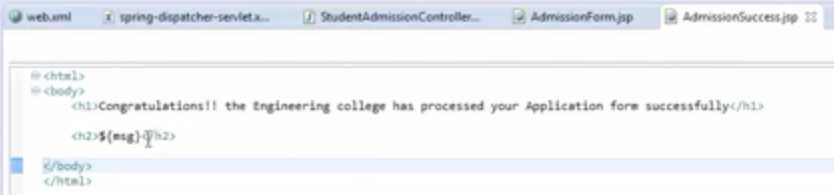 web.xml spring-dispatcher-servlet.x... StudentAdmissionController... AdmissionForm.jsp AdmissionSuccess.jsp
<html>
<body>
<h1>Congratulations!! the Engineering college has processed your Application form successfully</h1>
<h2>${msg}</h2>
</body>
</html>